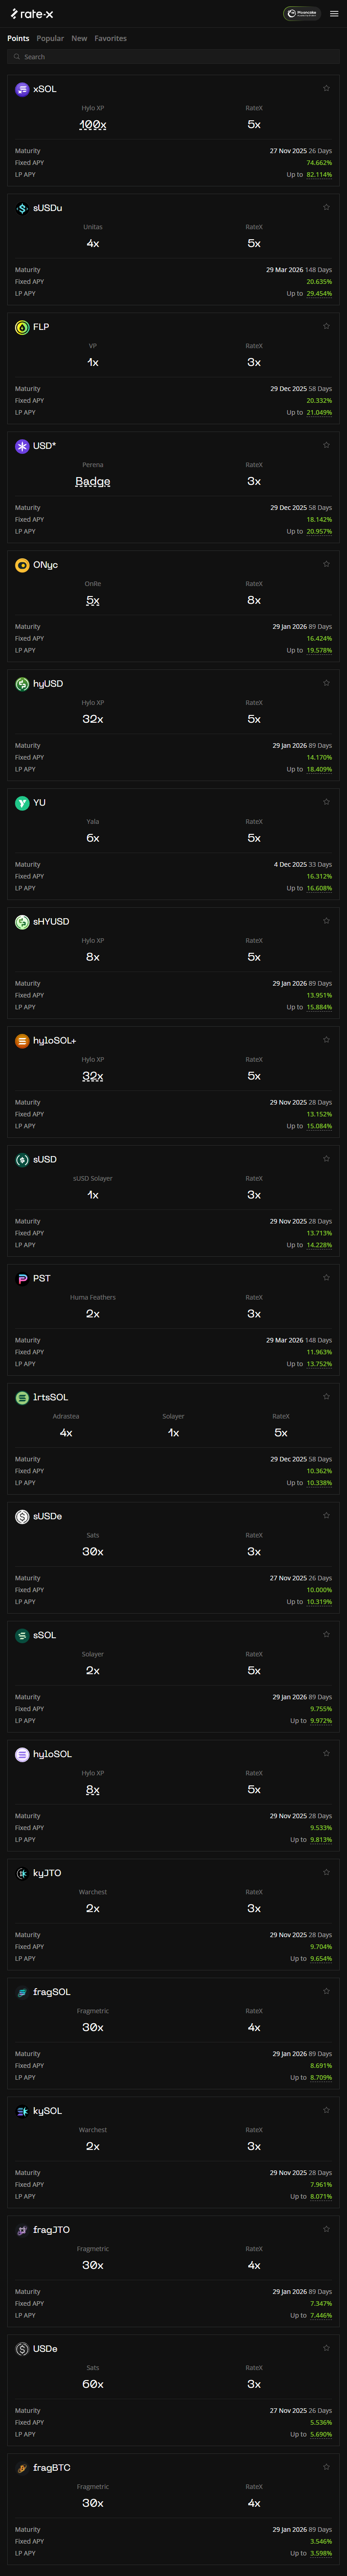 rate-x
Mooncake
Points Popular New Favorites
Search
xSOL
Hylo XP RateX
100x 5x
Maturity 27 Nov 2025 26 Days
Fixed APY 74.662%
LP APY Up to 82.114%
sUSDu
Unitas RateX
4x 5x
Maturity 29 Mar 2026 148 Days
Fixed APY 20.635%
LP APY Up to 29.454%
FLP
VP RateX
1x 3x
Maturity 29 Dec 2025 58 Days
Fixed APY 20.332%
LP APY Up to 21.049%
USD*
Perena RateX
Badge 3x
Maturity 29 Dec 2025 58 Days
Fixed APY 18.142%
LP APY Up to 20.957%
ONyc
OnRe RateX
5x 8x
Maturity 29 Jan 2026 89 Days
Fixed APY 16.424%
LP APY Up to 19.578%
hyUSD
Hylo XP RateX
32x 5x
Maturity 29 Jan 2026 89 Days
Fixed APY 14.170%
LP APY Up to 18.409%
YU
Yala RateX
6x 5x
Maturity 4 Dec 2025 33 Days
Fixed APY 16.312%
LP APY Up to 16.608%
sHYUSD
Hylo XP RateX
8x 5x
Maturity 29 Jan 2026 89 Days
Fixed APY 13.951%
LP APY Up to 15.884%
hyloSOL+
Hylo XP RateX
32x 5x
Maturity 29 Nov 2025 28 Days
Fixed APY 13.152%
LP APY Up to 15.084%
sUSD
sUSD Solayer RateX
1x 3x
Maturity 29 Nov 2025 28 Days
Fixed APY 13.713%
LP APY Up to 14.228%
PST
Huma Feathers RateX
2x 3x
Maturity 29 Mar 2026 148 Days
Fixed APY 11.963%
LP APY Up to 13.752%
lrtsSOL
Adrastea Solayer RateX
4x 1x 5x
Maturity 29 Dec 2025 58 Days
Fixed APY 10.362%
LP APY Up to 10.338%
sUSDe
Sats RateX
30x 3x
Maturity 27 Nov 2025 26 Days
Fixed APY 10.000%
LP APY Up to 10.319%
sSOL
Solayer RateX
2x 5x
Maturity 29 Jan 2026 89 Days
Fixed APY 9.755%
LP APY Up to 9.972%
hyloSOL
Hylo XP RateX
8x 5x
Maturity 29 Nov 2025 28 Days
Fixed APY 9.533%
LP APY Up to 9.813%
kyJTO
Warchest RateX
2x 3x
Maturity 29 Nov 2025 28 Days
Fixed APY 9.704%
LP APY Up to 9.654%
fragSOL
Fragmetric RateX
30x 4x
Maturity 29 Jan 2026 89 Days
Fixed APY 8.691%
LP APY Up to 8.709%
kySOL
Warchest RateX
2x 3x
Maturity 29 Nov 2025 28 Days
Fixed APY 7.961%
LP APY Up to 8.071%
fragJTO
Fragmetric RateX
30x 4x
Maturity 29 Jan 2026 89 Days
Fixed APY 7.347%
LP APY Up to 7.446%
USDe
Sats RateX
60x 3x
Maturity 27 Nov 2025 26 Days
Fixed APY 5.536%
LP APY Up to 5.690%
fragBTC
Fragmetric RateX
30x 4x
Maturity 29 Jan 2026 89 Days
Fixed APY 3.546%
LP APY Up to 3.598%